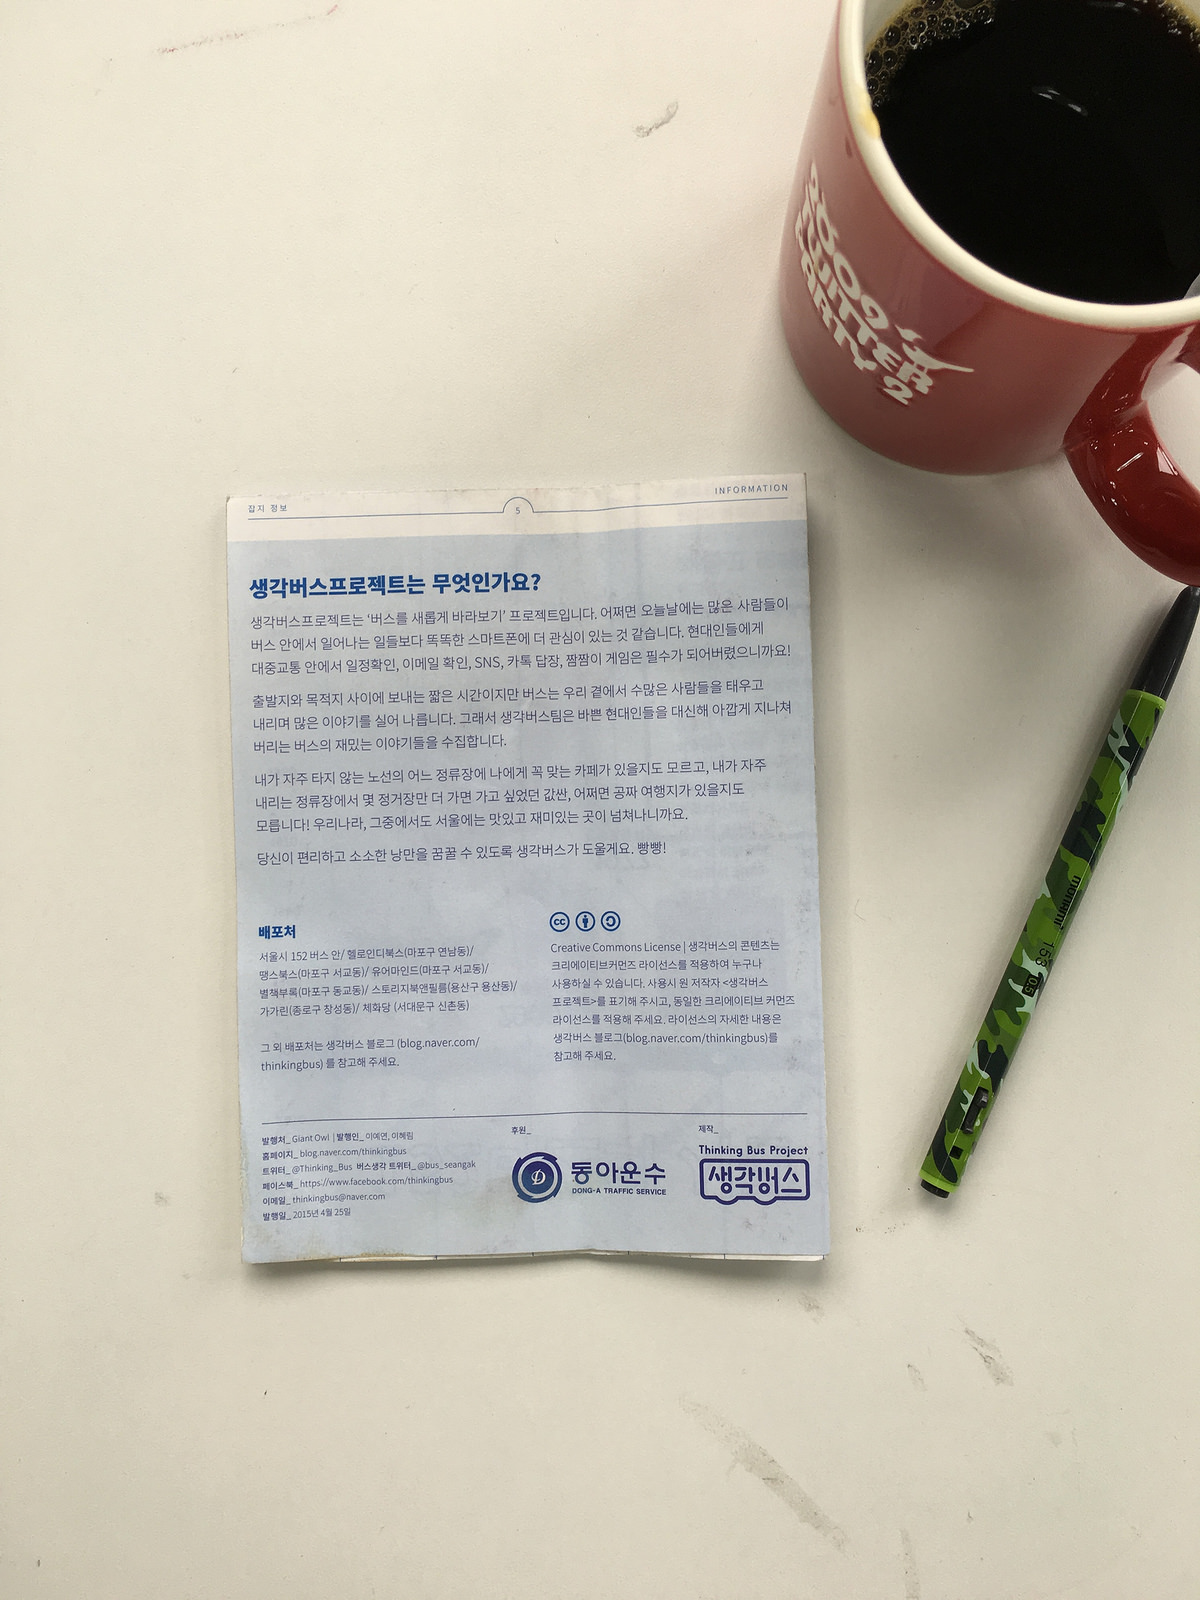 2009
TWITTER
PARTY 2
잡지 정보
5
INFORMATION
생각버스프로젝트는 무엇인가요?
생각버스프로젝트는 ‘버스를 새롭게 바라보기’ 프로젝트입니다. 어쩌면 오늘날에는 많은 사람들이
버스 안에서 일어나는 일들보다 똑똑한 스마트폰에 더 관심이 있는 것 같습니다. 현대인들에게
대중교통 안에서 일정확인, 이메일 확인, SNS, 카톡 답장, 짬짬이 게임은 필수가 되어버렸으니까요!
출발지와 목적지 사이에 보내는 짧은 시간이지만 버스는 우리 곁에서 수많은 사람들을 태우고
내리며 많은 이야기를 실어 나릅니다. 그래서 생각버스팀은 바쁜 현대인들을 대신해 아깝게 지나쳐
버리는 버스의 재밌는 이야기들을 수집합니다.
내가 자주 타지 않는 노선의 어느 정류장에 나에게 꼭 맞는 카페가 있을지도 모르고, 내가 자주
내리는 정류장에서 몇 정거장만 더 가면 가고 싶었던 값싼, 어쩌면 공짜 여행지가 있을지도
모릅니다! 우리나라, 그중에서도 서울에는 맛있고 재미있는 곳이 넘쳐나니까요.
당신이 편리하고 소소한 낭만을 꿈꿀 수 있도록 생각버스가 도울게요. 빵빵!
배포처
서울시 152 버스 안/ 헬로인디북스(마포구 연남동)/
땡스북스(마포구 서교동)/ 유어마인드(마포구 서교동)/
별책부록(마포구 동교동)/ 스토리지북앤필름(용산구 용산동)/
가가린(종로구 창성동)/ 체화당 (서대문구 신촌동)
그 외 배포처는 생각버스 블로그 (blog.naver.com/
thinkingbus) 를 참고해 주세요.
cc
Creative Commons License | 생각버스의 콘텐츠는
크리에이티브커먼즈 라이선스를 적용하여 누구나
사용하실 수 있습니다. 사용시 원 저작자 <생각버스
프로젝트>를 표기해 주시고, 동일한 크리에이티브 커먼즈
라이선스를 적용해 주세요. 라이선스의 자세한 내용은
생각버스 블로그(blog.naver.com/thinkingbus)를
참고해 주세요.
발행처_ Giant Owl | 발행인_ 이예연, 이혜림
홈페이지_ blog.naver.com/thinkingbus
트위터_ @Thinking_Bus 버스생각 트위터_ @bus_seangak
페이스북_ https://www.facebook.com/thinkingbus
이메일_ thinkingbus@naver.com
발행일_ 2015년 4월 25일
후원_
동아운수
DONG-A TRAFFIC SERVICE
제작_
Thinking Bus Project
생각버스
monami 153 0.5